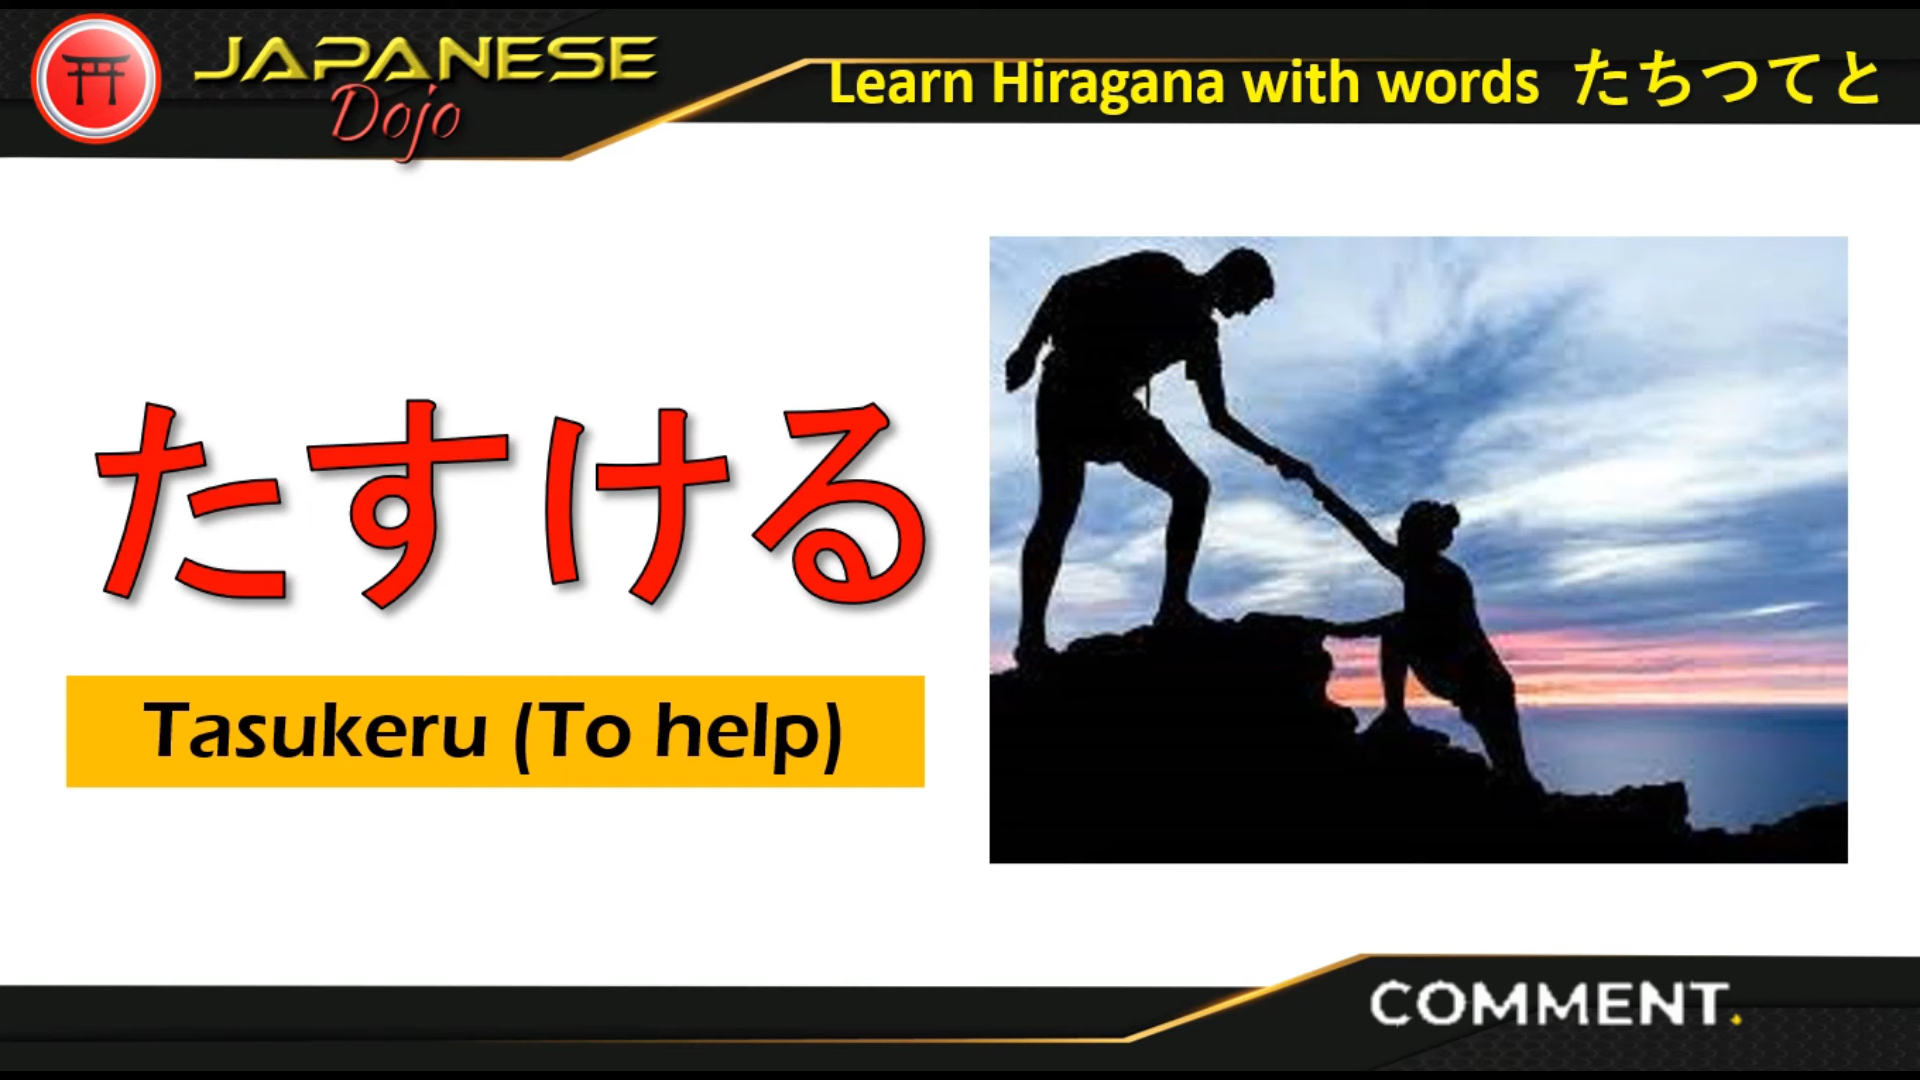 JAPANESE
Dojo
Learn Hiragana with words たちつてと
たすける
Tasukeru (To help)
COMMENT.